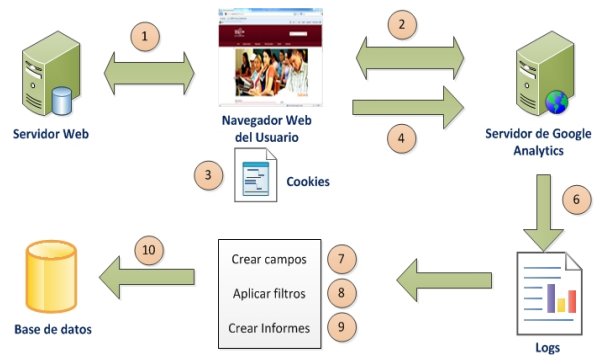 1
2
Servidor Web
Navegador Web
del Usuario
4
Servidor de Google
Analytics
3
Cookies
6
10
Crear campos
7
Aplicar filtros
8
Crear Informes
9
Base de datos
Logs